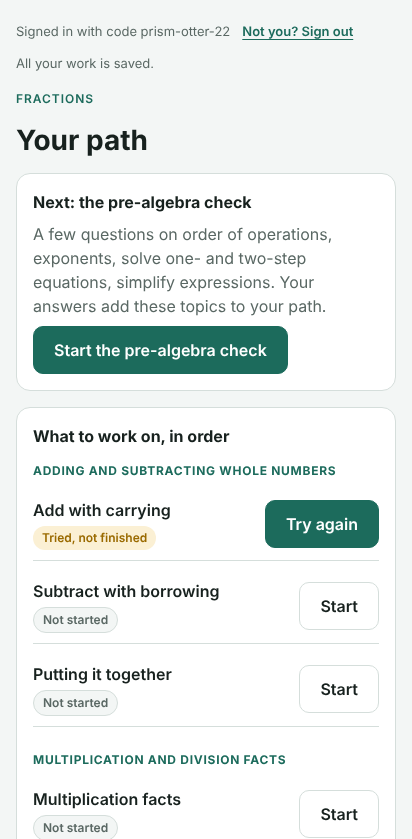 Signed in with code prism-otter-22 Not you? Sign out
All your work is saved.
FRACTIONS
Your path
Next: the pre-algebra check
A few questions on order of operations,
exponents, solve one- and two-step
equations, simplify expressions. Your
answers add these topics to your path.
Start the pre-algebra check
What to work on, in order
ADDING AND SUBTRACTING WHOLE NUMBERS
Add with carrying
Tried, not finished
Try again
Subtract with borrowing
Not started
Start
Putting it together
Not started
Start
MULTIPLICATION AND DIVISION FACTS
Multiplication facts
Not started
Start